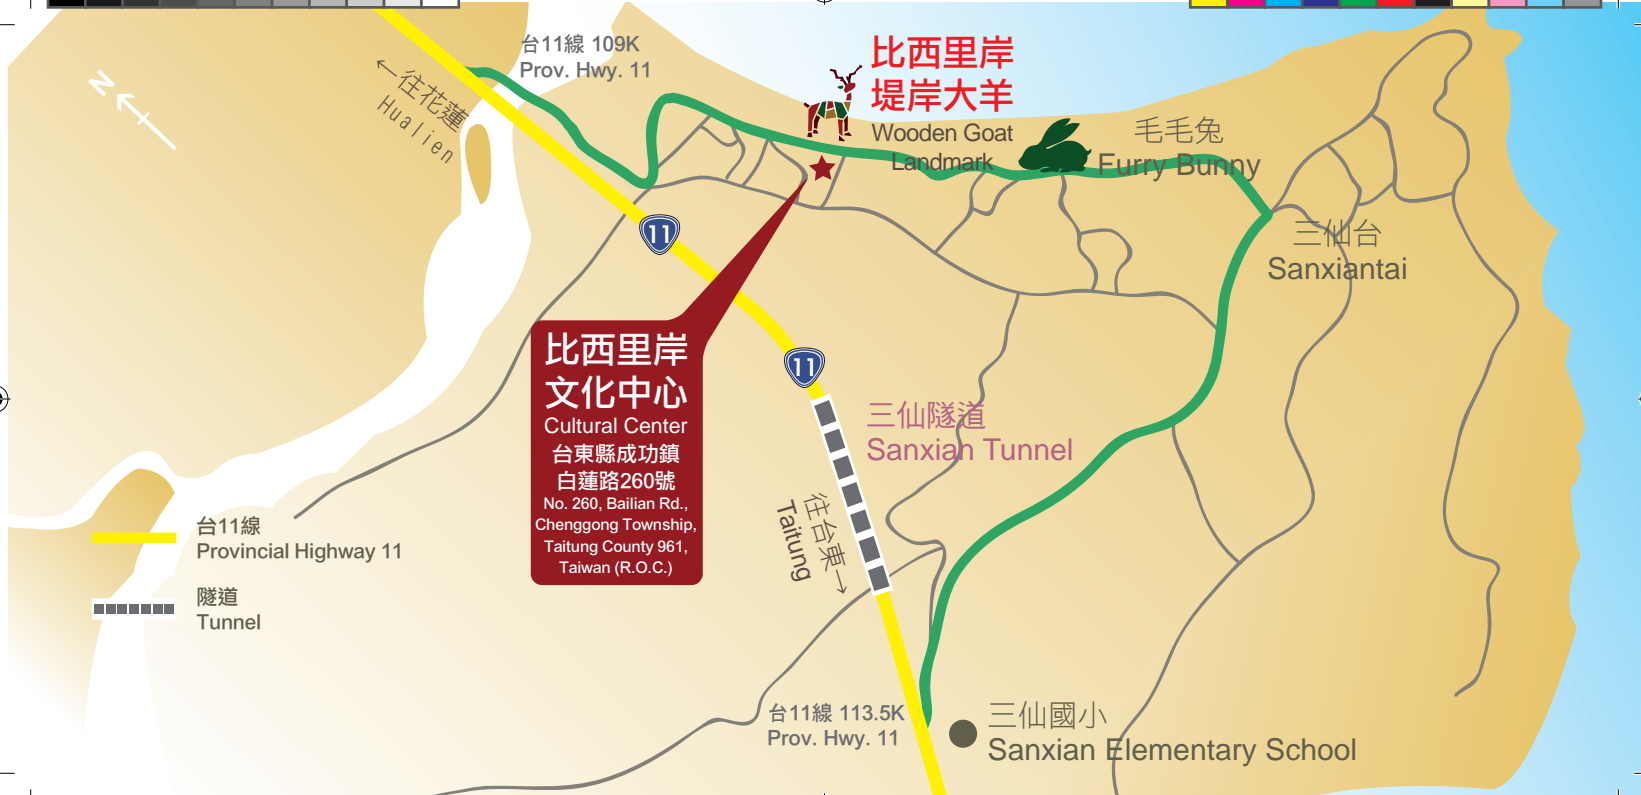 台11線 109K
Prov. Hwy. 11
←往花蓮
Hualien
N
比西里岸
堤岸大羊
Wooden Goat
Landmark
毛毛兔
Furry Bunny
三仙台
Sanxiantai
11
11
比西里岸
文化中心
Cultural Center
台東縣成功鎮
白蓮路260號
No. 260, Bailian Rd.,
Chenggong Township,
Taitung County 961,
Taiwan (R.O.C.)
三仙隧道
Sanxian Tunnel
往台東→
Taitung
台11線
Provincial Highway 11
隧道
Tunnel
台11線 113.5K
Prov. Hwy. 11
三仙國小
Sanxian Elementary School